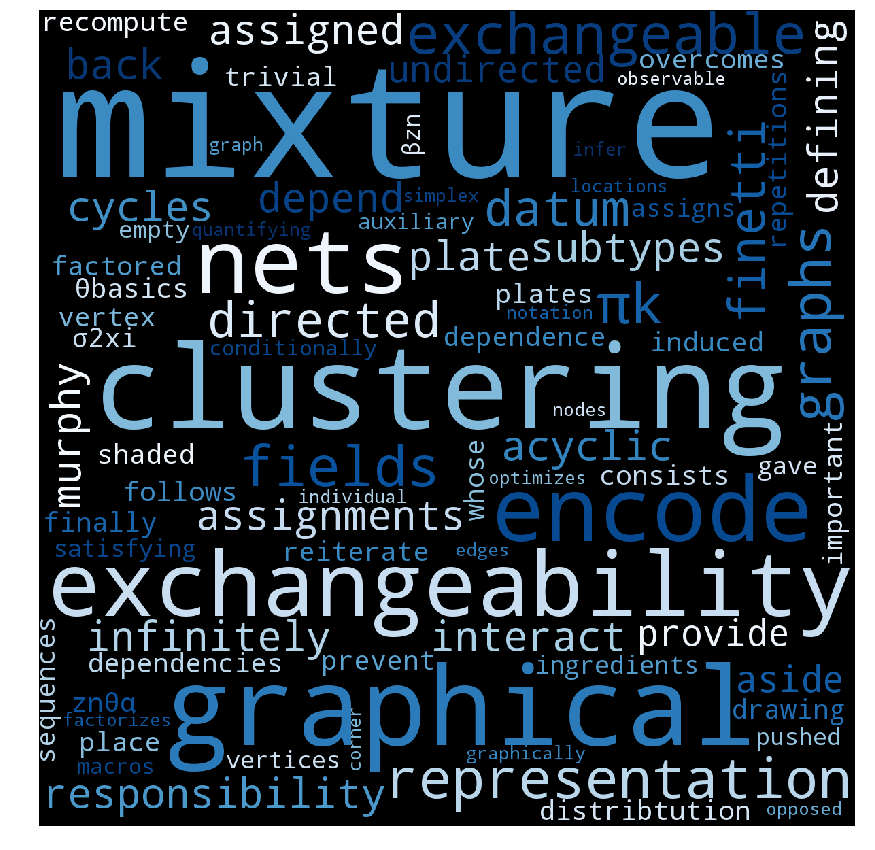 recompute assigned exchangeable
back trivial undirected overcomes observable
mixture
graph βzn infer
finetti repetitions defining
cycles depend simplex datum locations assigns
empty quantifying auxiliary
nets plate subtypes
factored θbasics plates πk graphs
vertex directed notation
σ2xi conditionally dependence induced
clustering
murphy nodes
shaded fields acyclic gave
follows individual whose optimizes consists important
finally assignments encode
satisfying reiterate edges
exchangeability
sequences infinitely interact provide
dependencies prevent ingredients aside
znθα graphical drawing
factorizes
place corner graphically pushed
macros vertices
responsibility representation
distribtution opposed